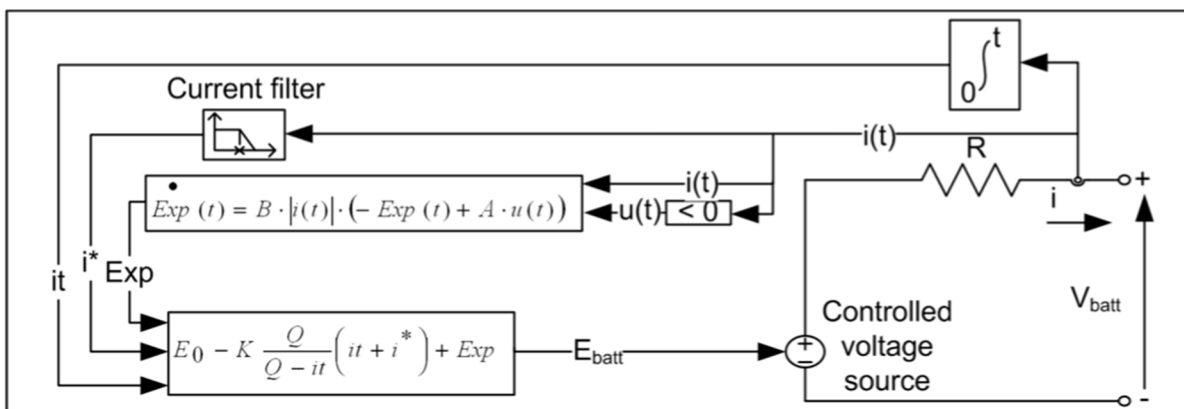 t
∫
0
Current filter
i(t)
R
+
i(t)
Exp (t) = B · |i(t)| · (− Exp (t) + A · u(t))
u(t)
< 0
i
it
i*
Exp
V_batt
Controlled
voltage
source
E_0 − K Q/(Q − it) (it + i*) + Exp
E_batt
+
−
-